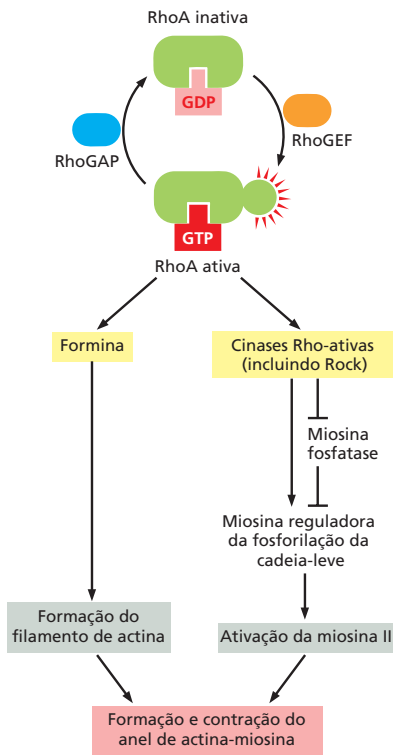 RhoA inativa
GDP
RhoGAP
RhoGEF
GTP
RhoA ativa
Formina
Cinases Rho-ativas
(incluindo Rock)
Miosina
fosfatase
Miosina reguladora
da fosforilação da
cadeia-leve
Formação do
filamento de actina
Ativação da miosina II
Formação e contração do
anel de actina-miosina